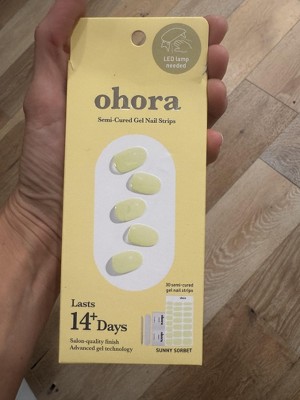 LED lamp
needed
ohora
Semi-Cured Gel Nail Strips
30 semi-cured
gel nail strips
Lasts
14+ Days
Salon-quality finish
Advanced gel technology
SUNNY SORBET